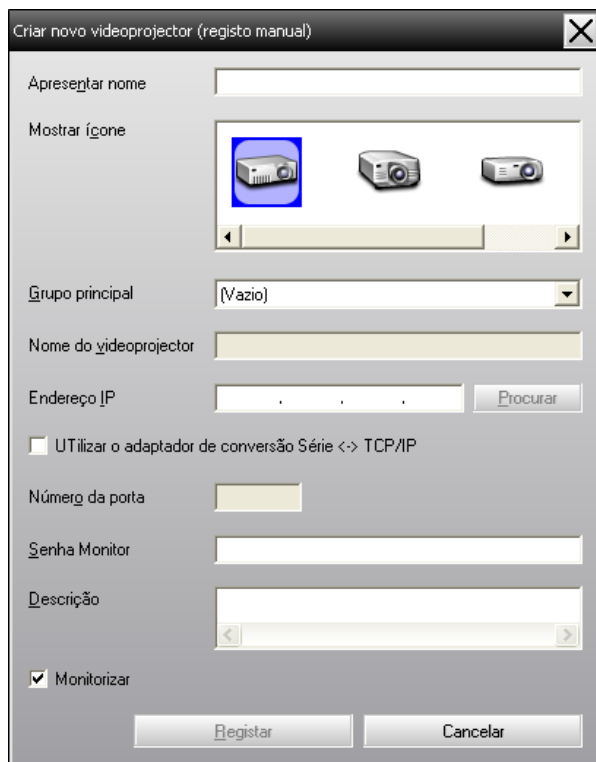 Criar novo videoprojector (registo manual)
Apresentar nome
Mostrar ícone
Grupo principal
(Vazio)
Nome do videoprojector
Endereço IP
. . .
Procurar
UTilizar o adaptador de conversão Série <-> TCP/IP
Número da porta
Senha Monitor
Descrição
Monitorizar
Registar
Cancelar